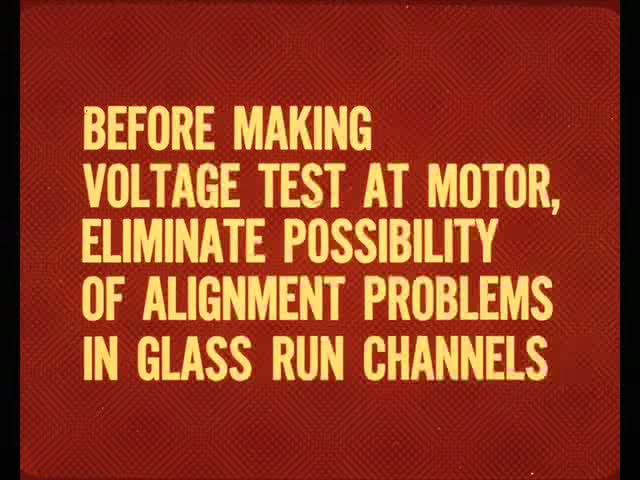 BEFORE MAKING
VOLTAGE TEST AT MOTOR,
ELIMINATE POSSIBILITY
OF ALIGNMENT PROBLEMS
IN GLASS RUN CHANNELS